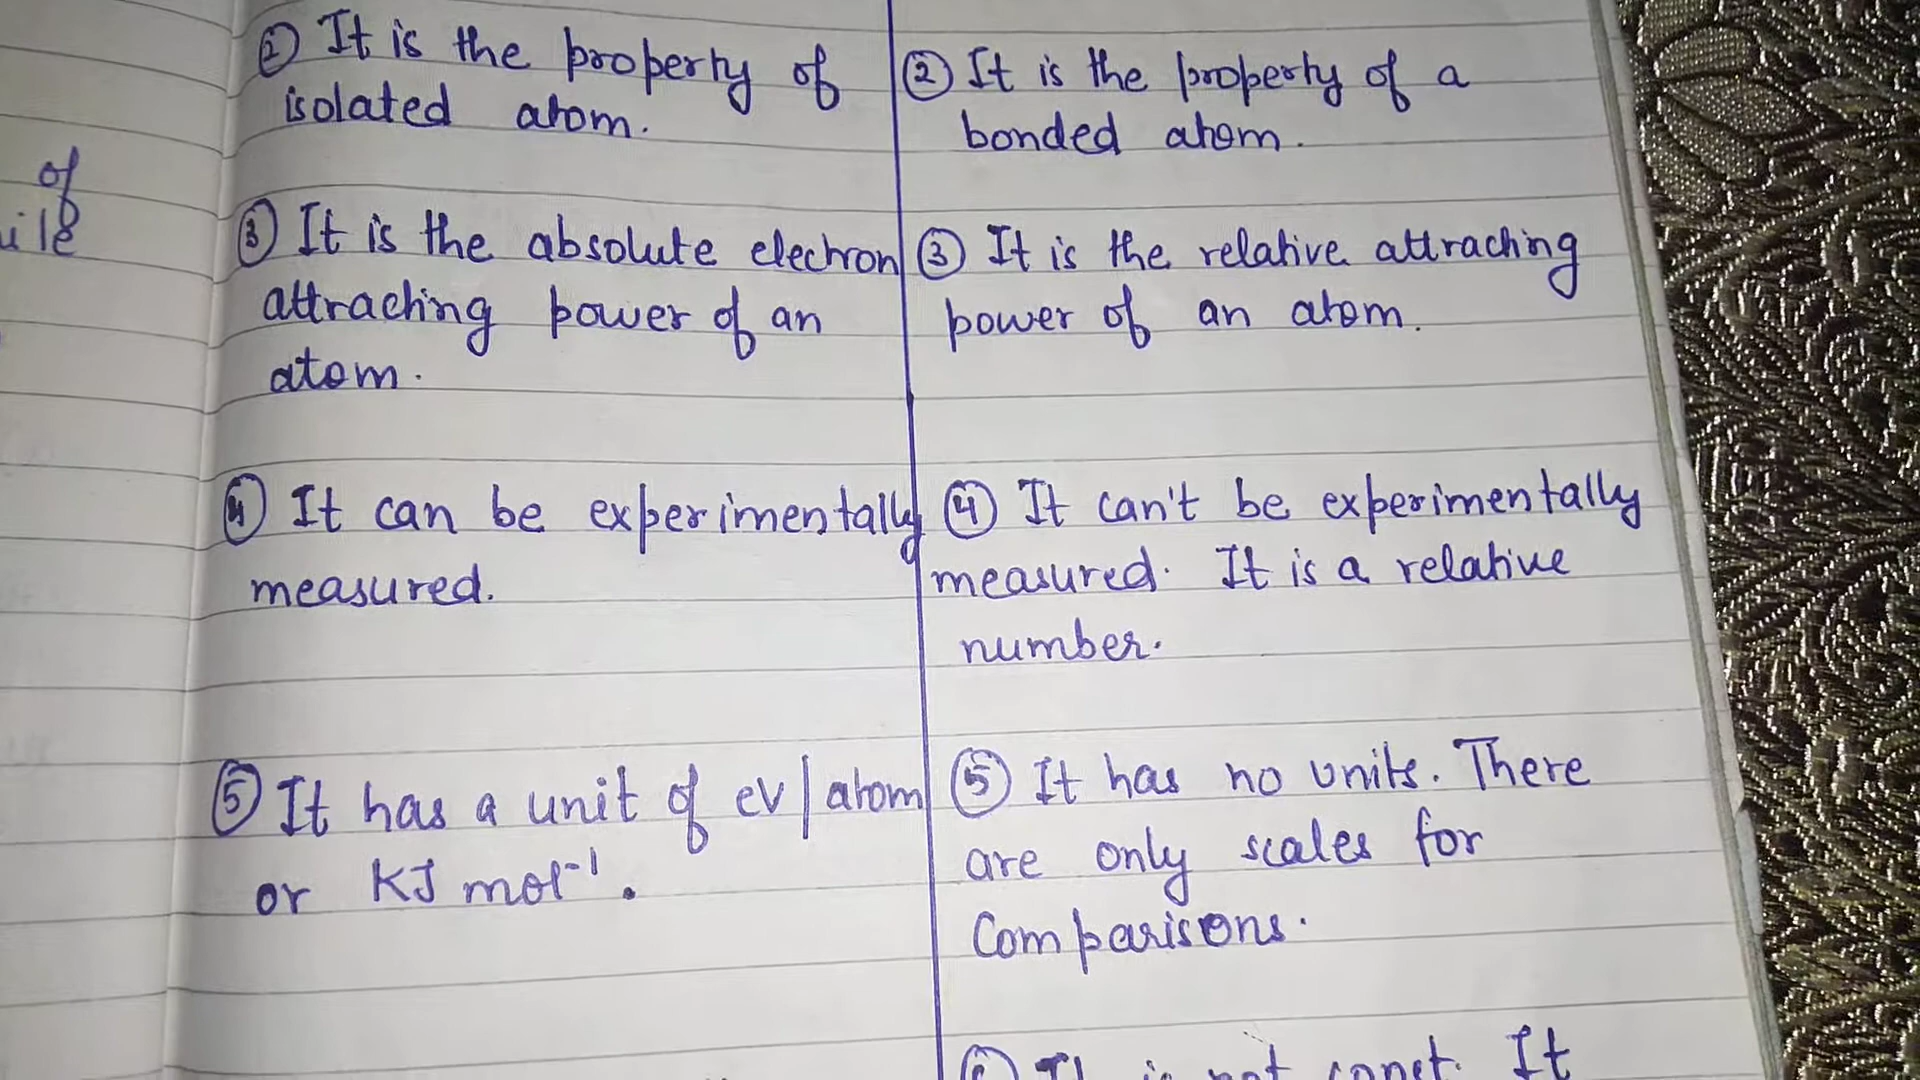 of
② It is the property of
isolated atom.
③ It is the absolute electron
attracting power of an
atom.
④ It can be experimentally
measured.
⑤ It has a unit of eV/atom
or KJ mol⁻¹.
② It is the property of a
bonded atom.
③ It is the relative attracting
power of an atom.
④ It can't be experimentally
measured. It is a relative
number.
⑤ It has no units. There
are only scales for
Comparisons.
It is not const. It